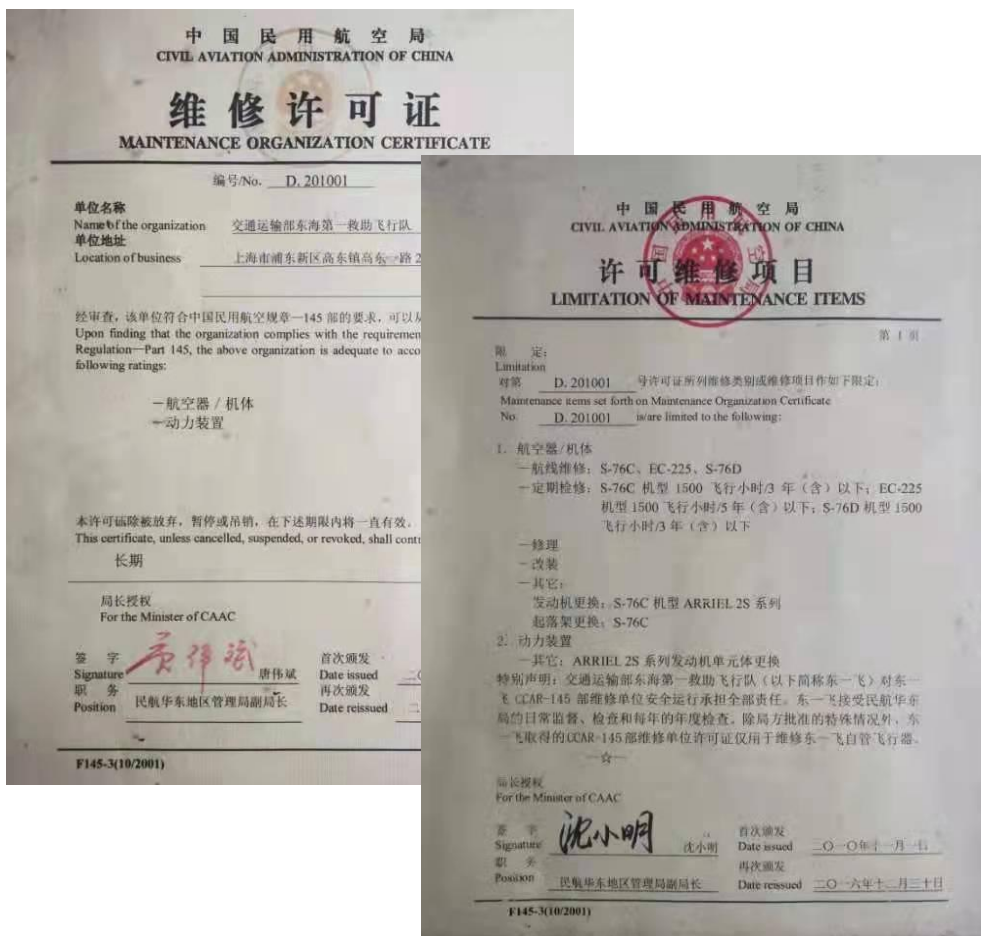 中国民用航空局
CIVIL AVIATION ADMINISTRATION OF CHINA
维修许可证
MAINTENANCE ORGANIZATION CERTIFICATE
编号/No. D. 201001
单位名称
Name of the organization 交通运输部东海第一救助飞行队
单位地址
Location of business 上海市浦东新区高东镇高东一路2
经审查，该单位符合中国民用航空规章—145部的要求，可以从
Upon finding that the organization complies with the requiremen
Regulation—Part 145, the above organization is adequate to acco
following ratings:
—航空器/机体
—动力装置
本许可证除被放弃，暂停或吊销，在下述期限内将一直有效。
This certificate, unless cancelled, suspended, or revoked, shall conti
长期
局长授权
For the Minister of CAAC
签字
Signature 唐伟斌
职务
Position 民航华东地区管理局副局长
首次颁发
Date issued 二
再次颁发
Date reissued 二
F145-3(10/2001)
中国民用航空局
CIVIL AVIATION ADMINISTRATION OF CHINA
许可维修项目
LIMITATION OF MAINTENANCE ITEMS
第 1 页
限 定：
Limitation
对第 D. 201001 号许可证所列维修类别或维修项目作如下限定：
Maintenance items set forth on Maintenance Organization Certificate
No. D. 201001 is/are limited to the following:
1. 航空器/机体
—航线维修：S-76C、EC-225、S-76D
—定期检修：S-76C 机型 1500 飞行小时/3 年（含）以下；EC-225
机型 1500 飞行小时/5 年（含）以下；S-76D 机型 1500
飞行小时/3 年（含）以下
—修理
—改装
—其它：
发动机更换：S-76C 机型 ARRIEL 2S 系列
起落架更换：S-76C
2. 动力装置
—其它：ARRIEL 2S 系列发动机单元体更换
特别声明：交通运输部东海第一救助飞行队（以下简称东一飞）对东一
飞 CCAR-145 部维修单位安全运行承担全部责任。东一飞接受民航华东
局的日常监督、检查和每年的年度检查。除局方批准的特殊情况外，东
一飞取得的CCAR-145部维修单位许可证仅用于维修东一飞自管飞行器。
—☆—
局长授权
For the Minister of CAAC
签字
Signature 沈小明 沈小明
职务
Position 民航华东地区管理局副局长
首次颁发
Date issued 二〇一〇年十一月一日
再次颁发
Date reissued 二〇一六年十二月三十日
F145-3(10/2001)